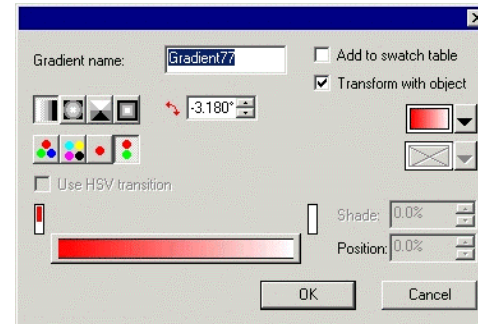 Gradient name: Gradient77
Add to swatch table
Transform with object
-3.180°
Use HSV transition
Shade: 0.0%
Position: 0.0%
OK Cancel